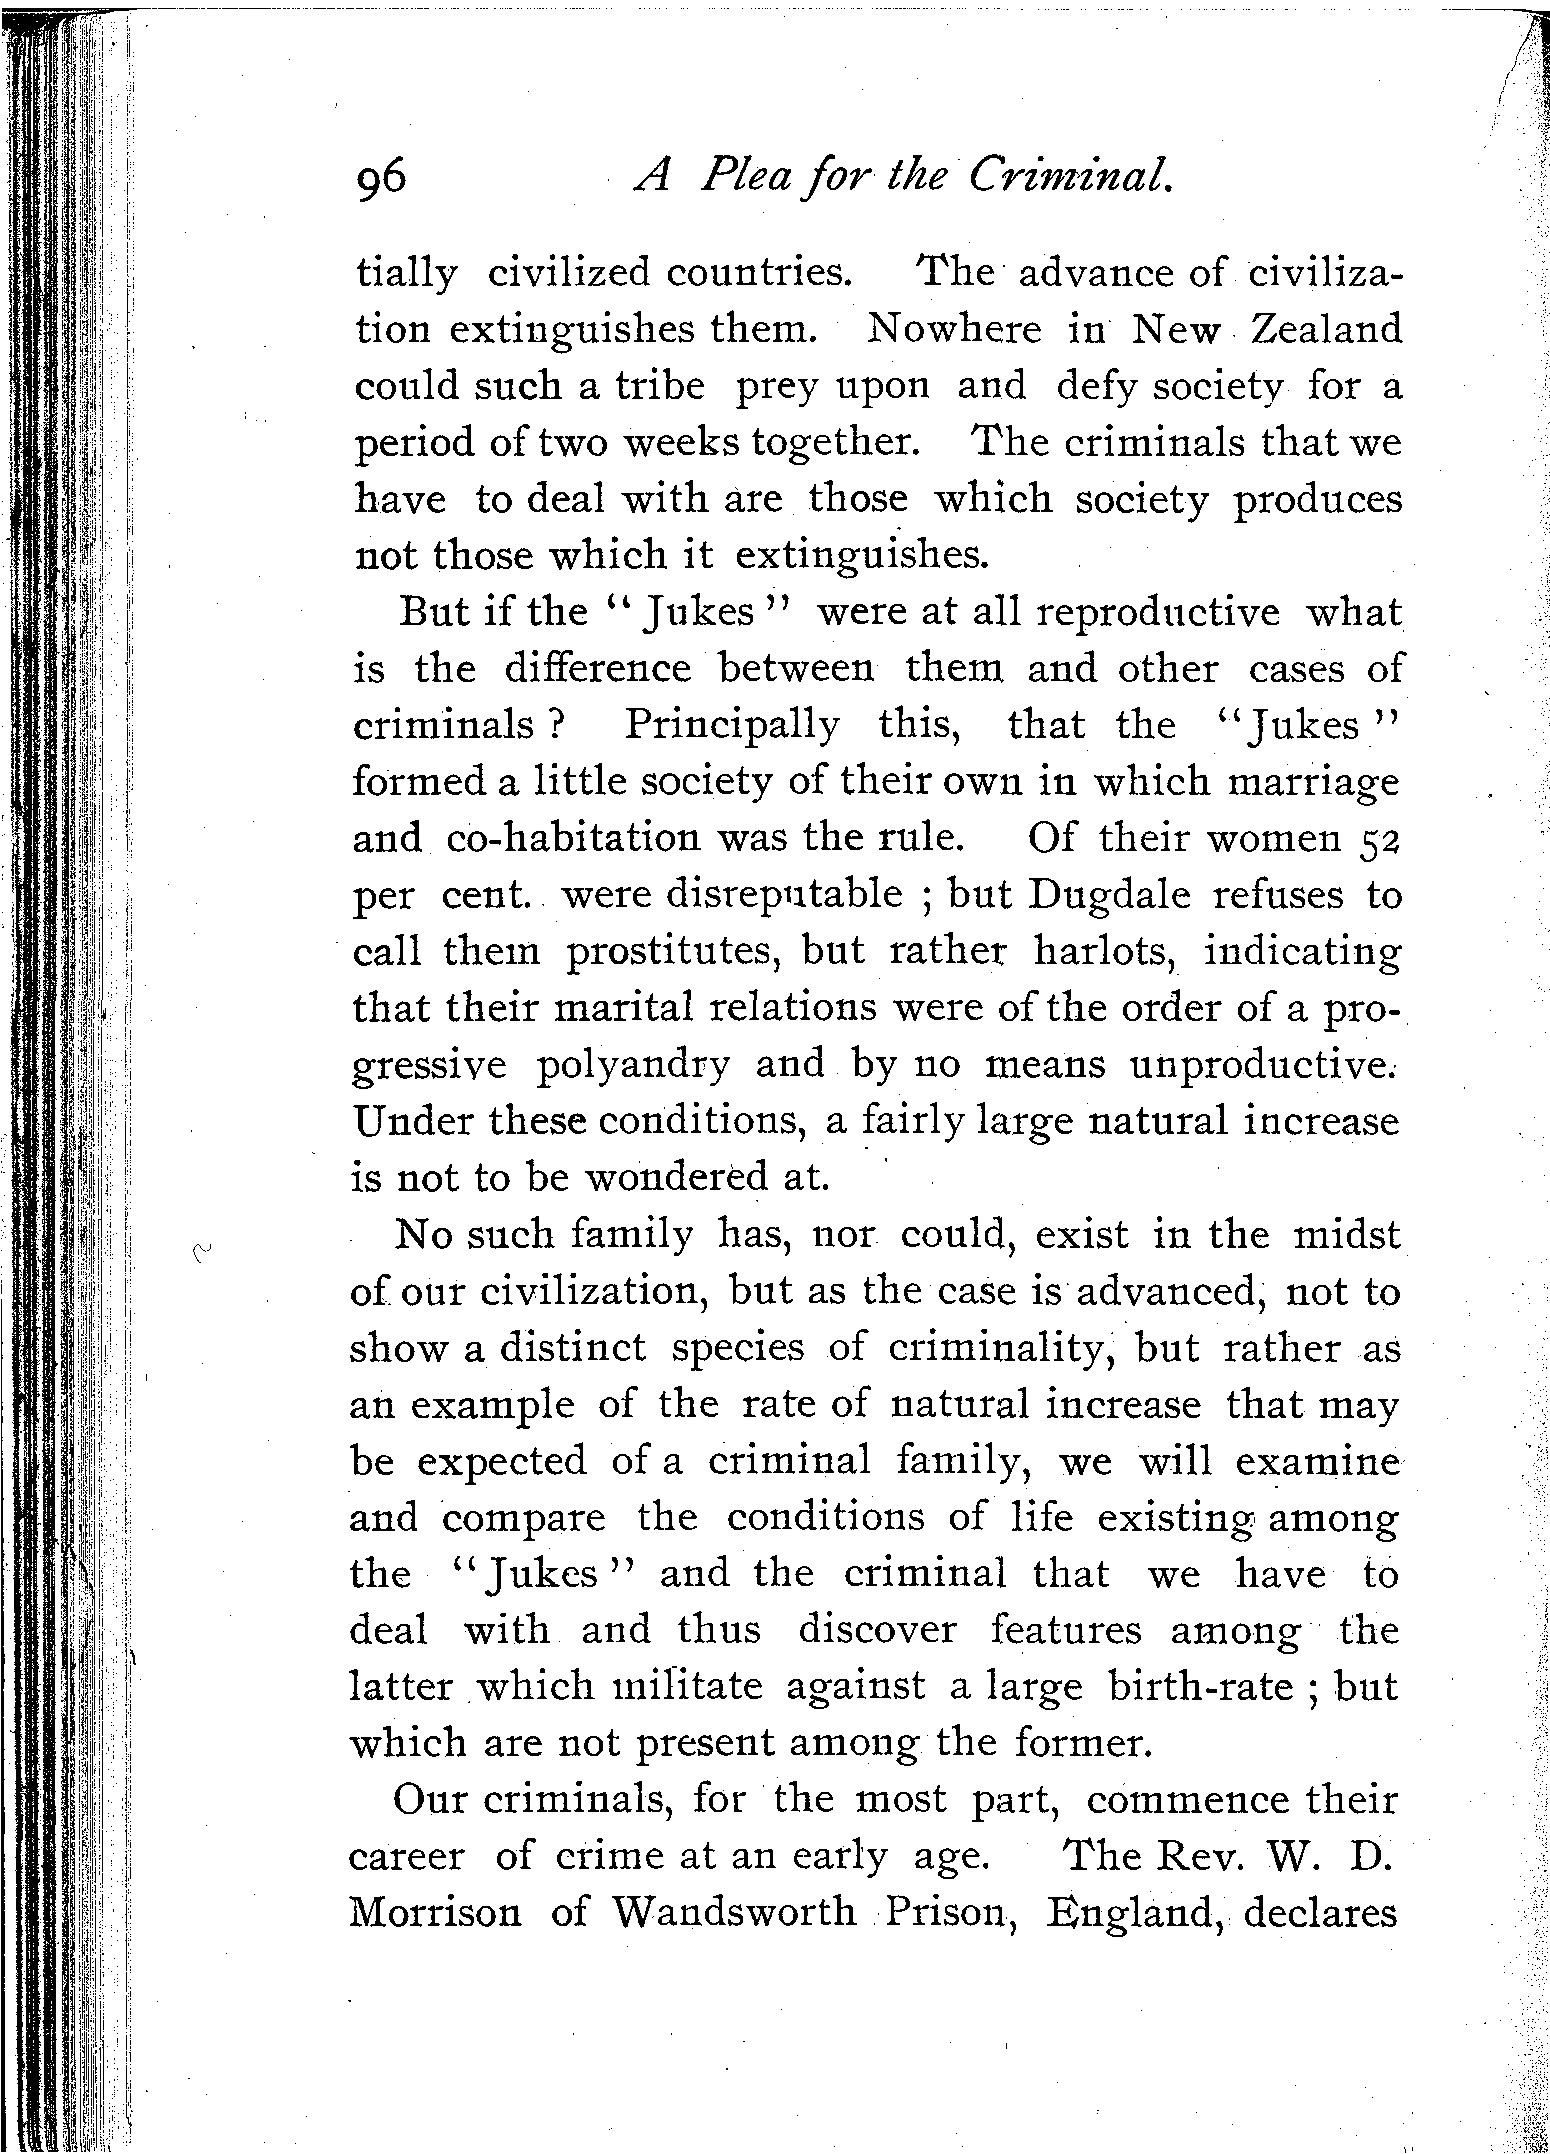 96 A Plea for the Criminal.
tially civilized countries. The advance of civiliza-
tion extinguishes them. Nowhere in New Zealand
could such a tribe prey upon and defy society for a
period of two weeks together. The criminals that we
have to deal with are those which society produces
not those which it extinguishes.
But if the "Jukes" were at all reproductive what
is the difference between them and other cases of
criminals? Principally this, that the "Jukes"
formed a little society of their own in which marriage
and co-habitation was the rule. Of their women 52
per cent. were disreputable; but Dugdale refuses to
call them prostitutes, but rather harlots, indicating
that their marital relations were of the order of a pro-
gressive polyandry and by no means unproductive.
Under these conditions, a fairly large natural increase
is not to be wondered at.
No such family has, nor could, exist in the midst
of our civilization, but as the case is advanced, not to
show a distinct species of criminality, but rather as
an example of the rate of natural increase that may
be expected of a criminal family, we will examine
and compare the conditions of life existing among
the "Jukes" and the criminal that we have to
deal with and thus discover features among the
latter which militate against a large birth-rate; but
which are not present among the former.
Our criminals, for the most part, commence their
career of crime at an early age. The Rev. W. D.
Morrison of Wandsworth Prison, England, declares